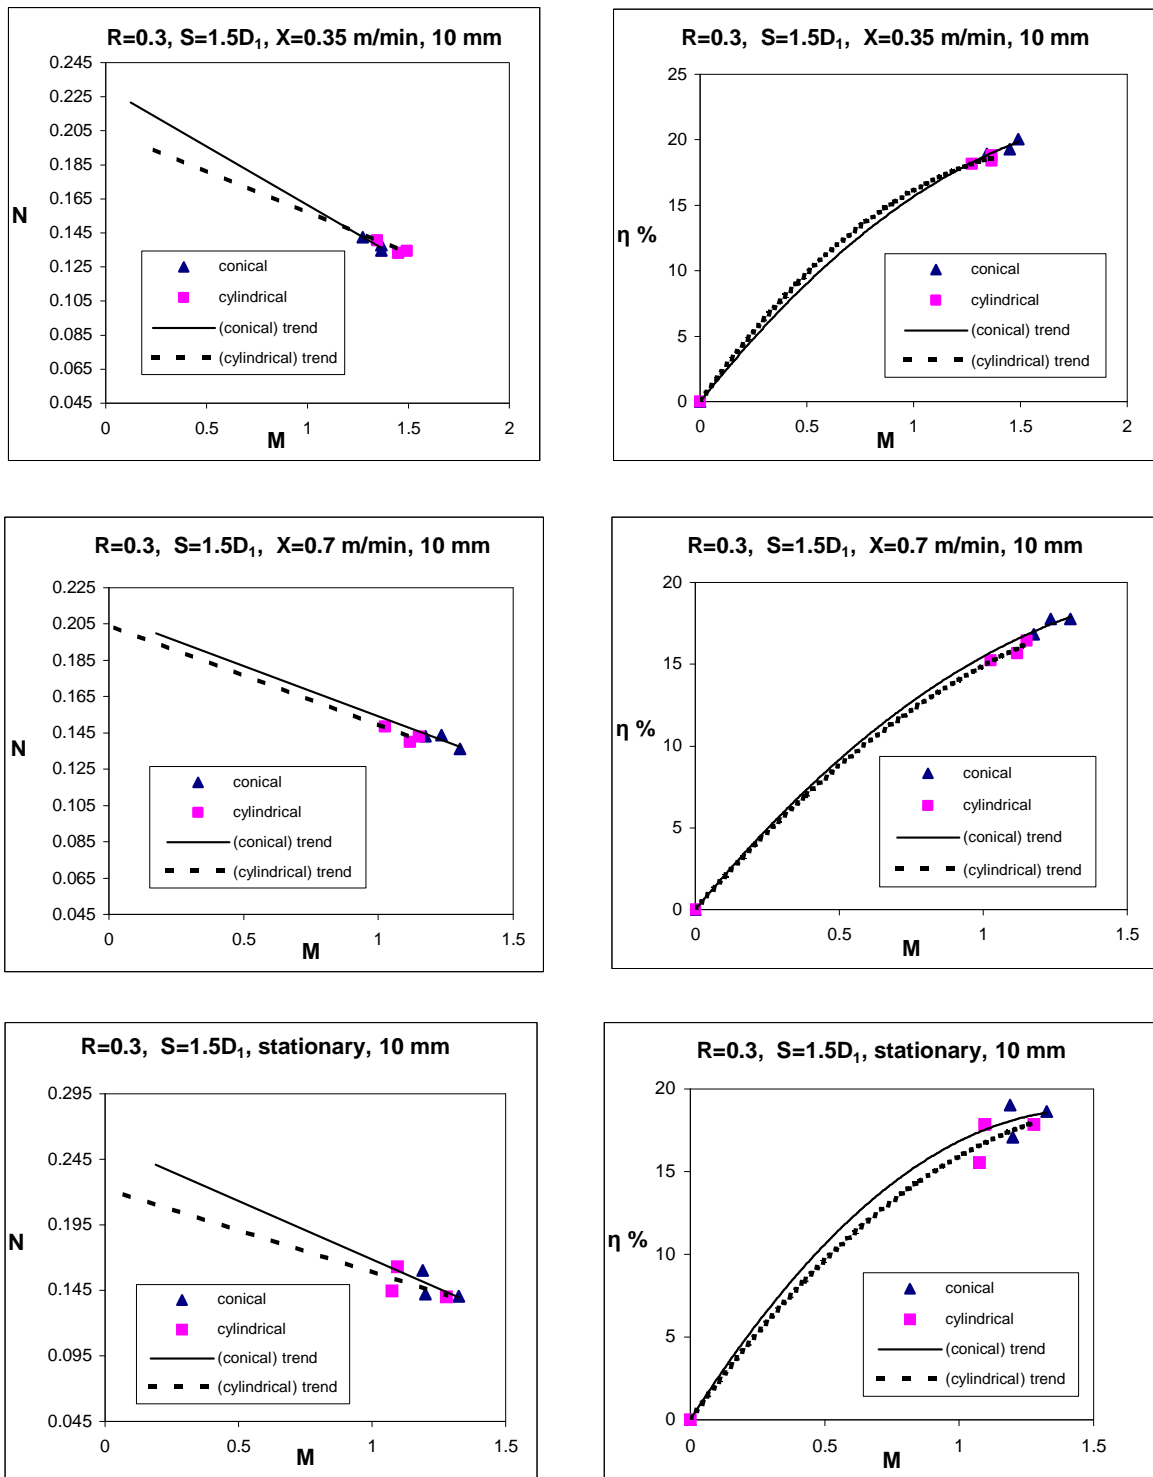 R=0.3, S=1.5D₁, X=0.35 m/min, 10 mm
0.245
0.225
0.205
0.185
0.165
0.145
0.125
0.105
0.085
0.065
0.045
N
conical
cylindrical
(conical) trend
(cylindrical) trend
0 0.5 1 1.5 2
M
R=0.3, S=1.5D₁, X=0.35 m/min, 10 mm
25
20
15
10
5
0
η %
conical
cylindrical
(conical) trend
(cylindrical) trend
0 0.5 1 1.5 2
M
R=0.3, S=1.5D₁, X=0.7 m/min, 10 mm
0.225
0.205
0.185
0.165
0.145
0.125
0.105
0.085
0.065
0.045
N
conical
cylindrical
(conical) trend
(cylindrical) trend
0 0.5 1 1.5
M
R=0.3, S=1.5D₁, X=0.7 m/min, 10 mm
20
15
10
5
0
η %
conical
cylindrical
(conical) trend
(cylindrical) trend
0 0.5 1 1.5
M
R=0.3, S=1.5D₁, stationary, 10 mm
0.295
0.245
0.195
0.145
0.095
0.045
N
conical
cylindrical
(conical) trend
(cylindrical) trend
0 0.5 1 1.5
M
R=0.3, S=1.5D₁, stationary, 10 mm
20
15
10
5
0
η %
conical
cylindrical
(conical) trend
(cylindrical) trend
0 0.5 1 1.5
M